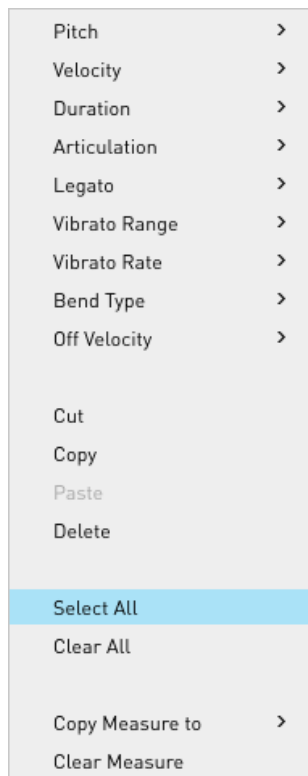 Pitch >
Velocity >
Duration >
Articulation >
Legato >
Vibrato Range >
Vibrato Rate >
Bend Type >
Off Velocity >
Cut
Copy
Paste
Delete
Select All
Clear All
Copy Measure to >
Clear Measure